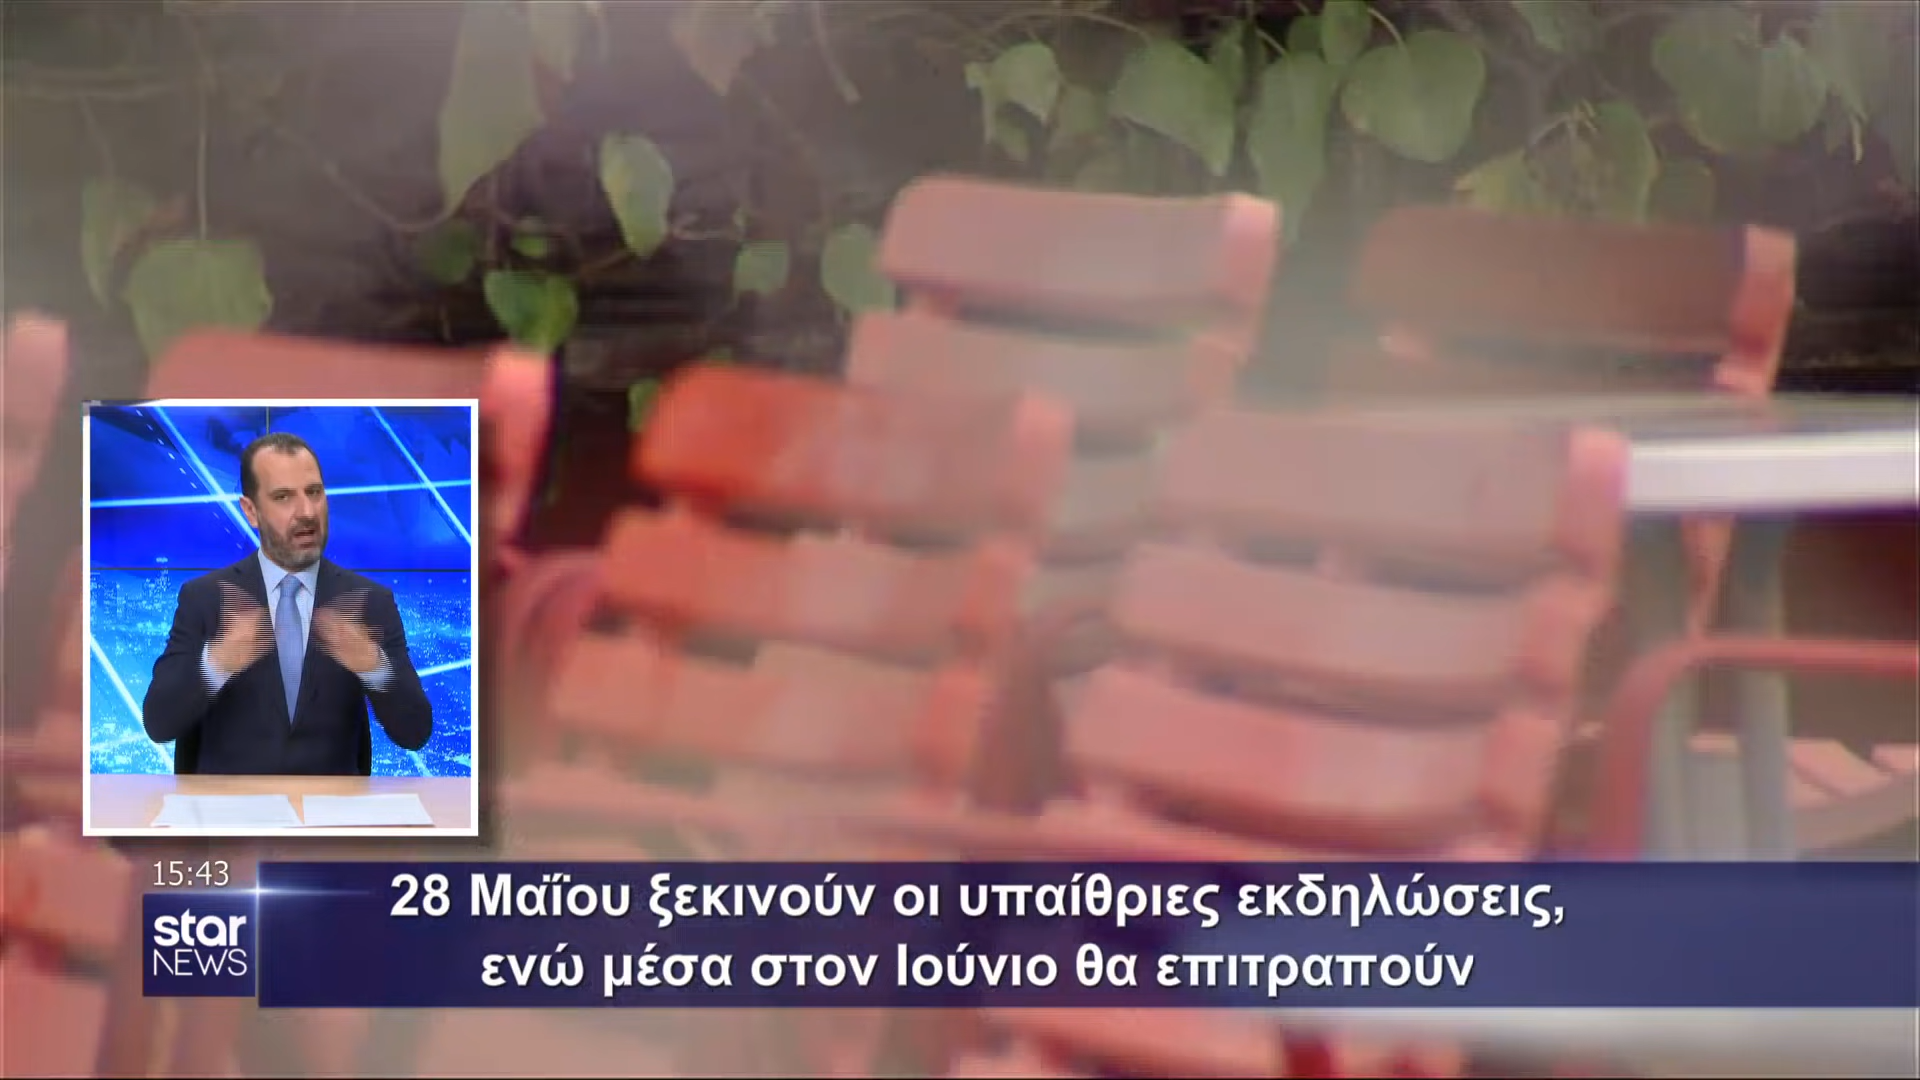 15:43
star
NEWS
28 Μαΐου ξεκινούν οι υπαίθριες εκδηλώσεις,
ενώ μέσα στον Ιούνιο θα επιτραπούν